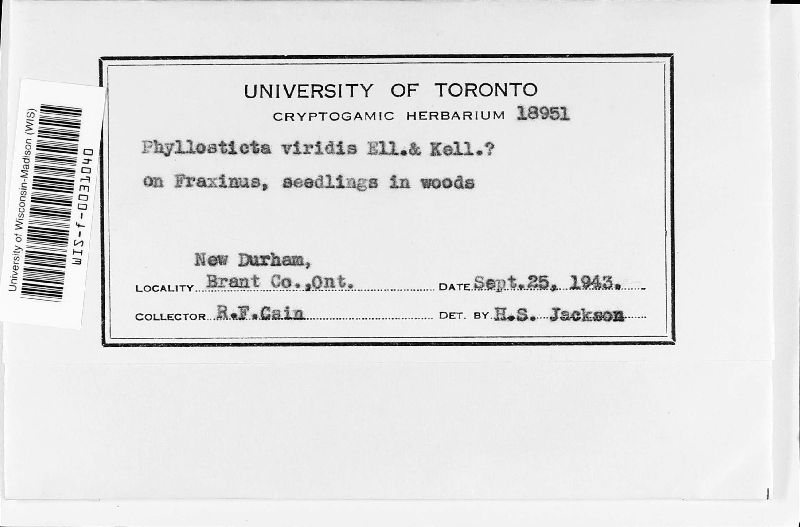 UNIVERSITY OF TORONTO
CRYPTOGAMIC HERBARIUM 18951
Phyllosticta viridis Ell.& Kell.?
on Fraxinus, seedlings in woods
New Durham,
LOCALITY Brant Co.,Ont. DATE Sept.25, 1943.
COLLECTOR R.F.Cain DET. BY H.S. Jackson
University of Wisconsin-Madison (WIS)
WIS-f-0031040